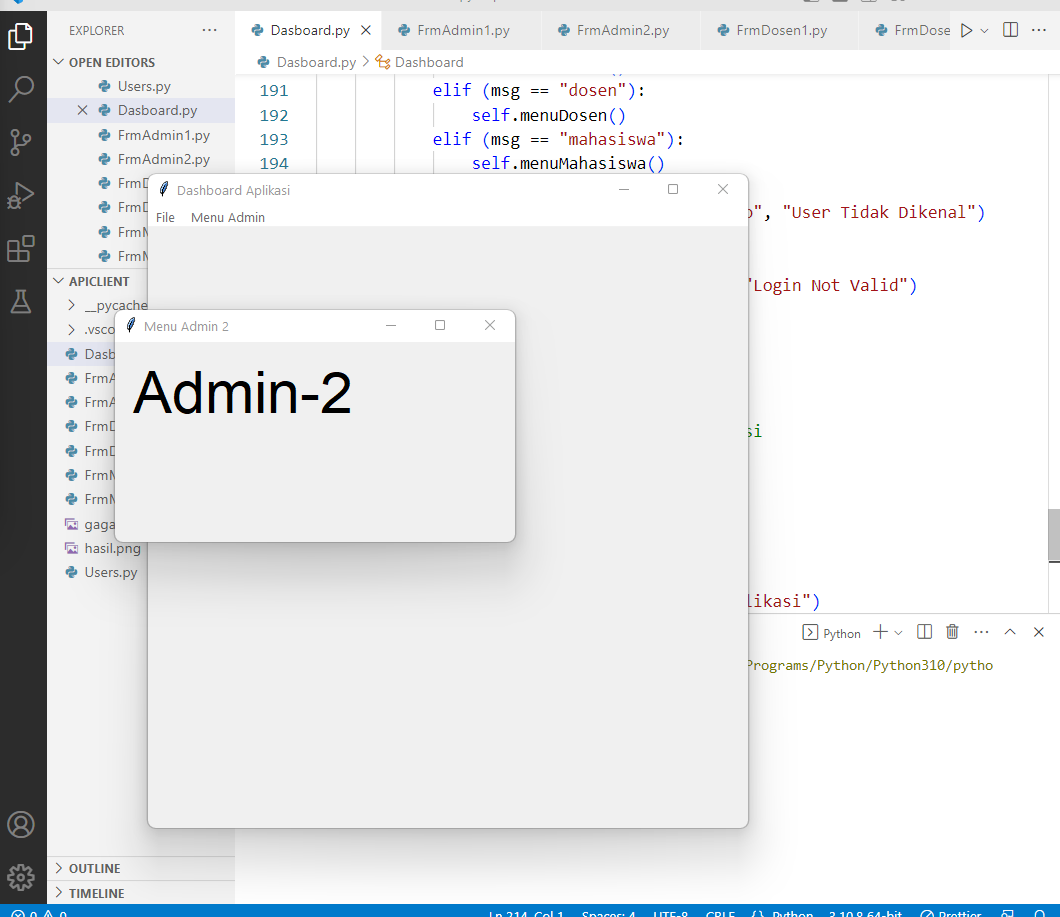 EXPLORER
OPEN EDITORS
Users.py
Dasboard.py
FrmAdmin1.py
FrmAdmin2.py
FrmD
FrmD
FrmM
FrmM
APICLIENT
__pycache
.vsco
Dasb
FrmA
FrmA
FrmD
FrmD
FrmM
FrmM
gaga
hasil.png
Users.py
OUTLINE
TIMELINE
Dasboard.py FrmAdmin1.py FrmAdmin2.py FrmDosen1.py FrmDose
Dasboard.py > Dashboard
191 elif (msg == "dosen"):
192 self.menuDosen()
193 elif (msg == "mahasiswa"):
194 self.menuMahasiswa()
", "User Tidak Dikenal")
"Login Not Valid")
si
likasi")
Dashboard Aplikasi
File Menu Admin
Menu Admin 2
Admin-2
Python
Programs/Python/Python310/pytho
0 0 Ln 214, Col 1 Spaces: 4 UTF-8 CRLF {} Python 3.10.8 64-bit Prettier